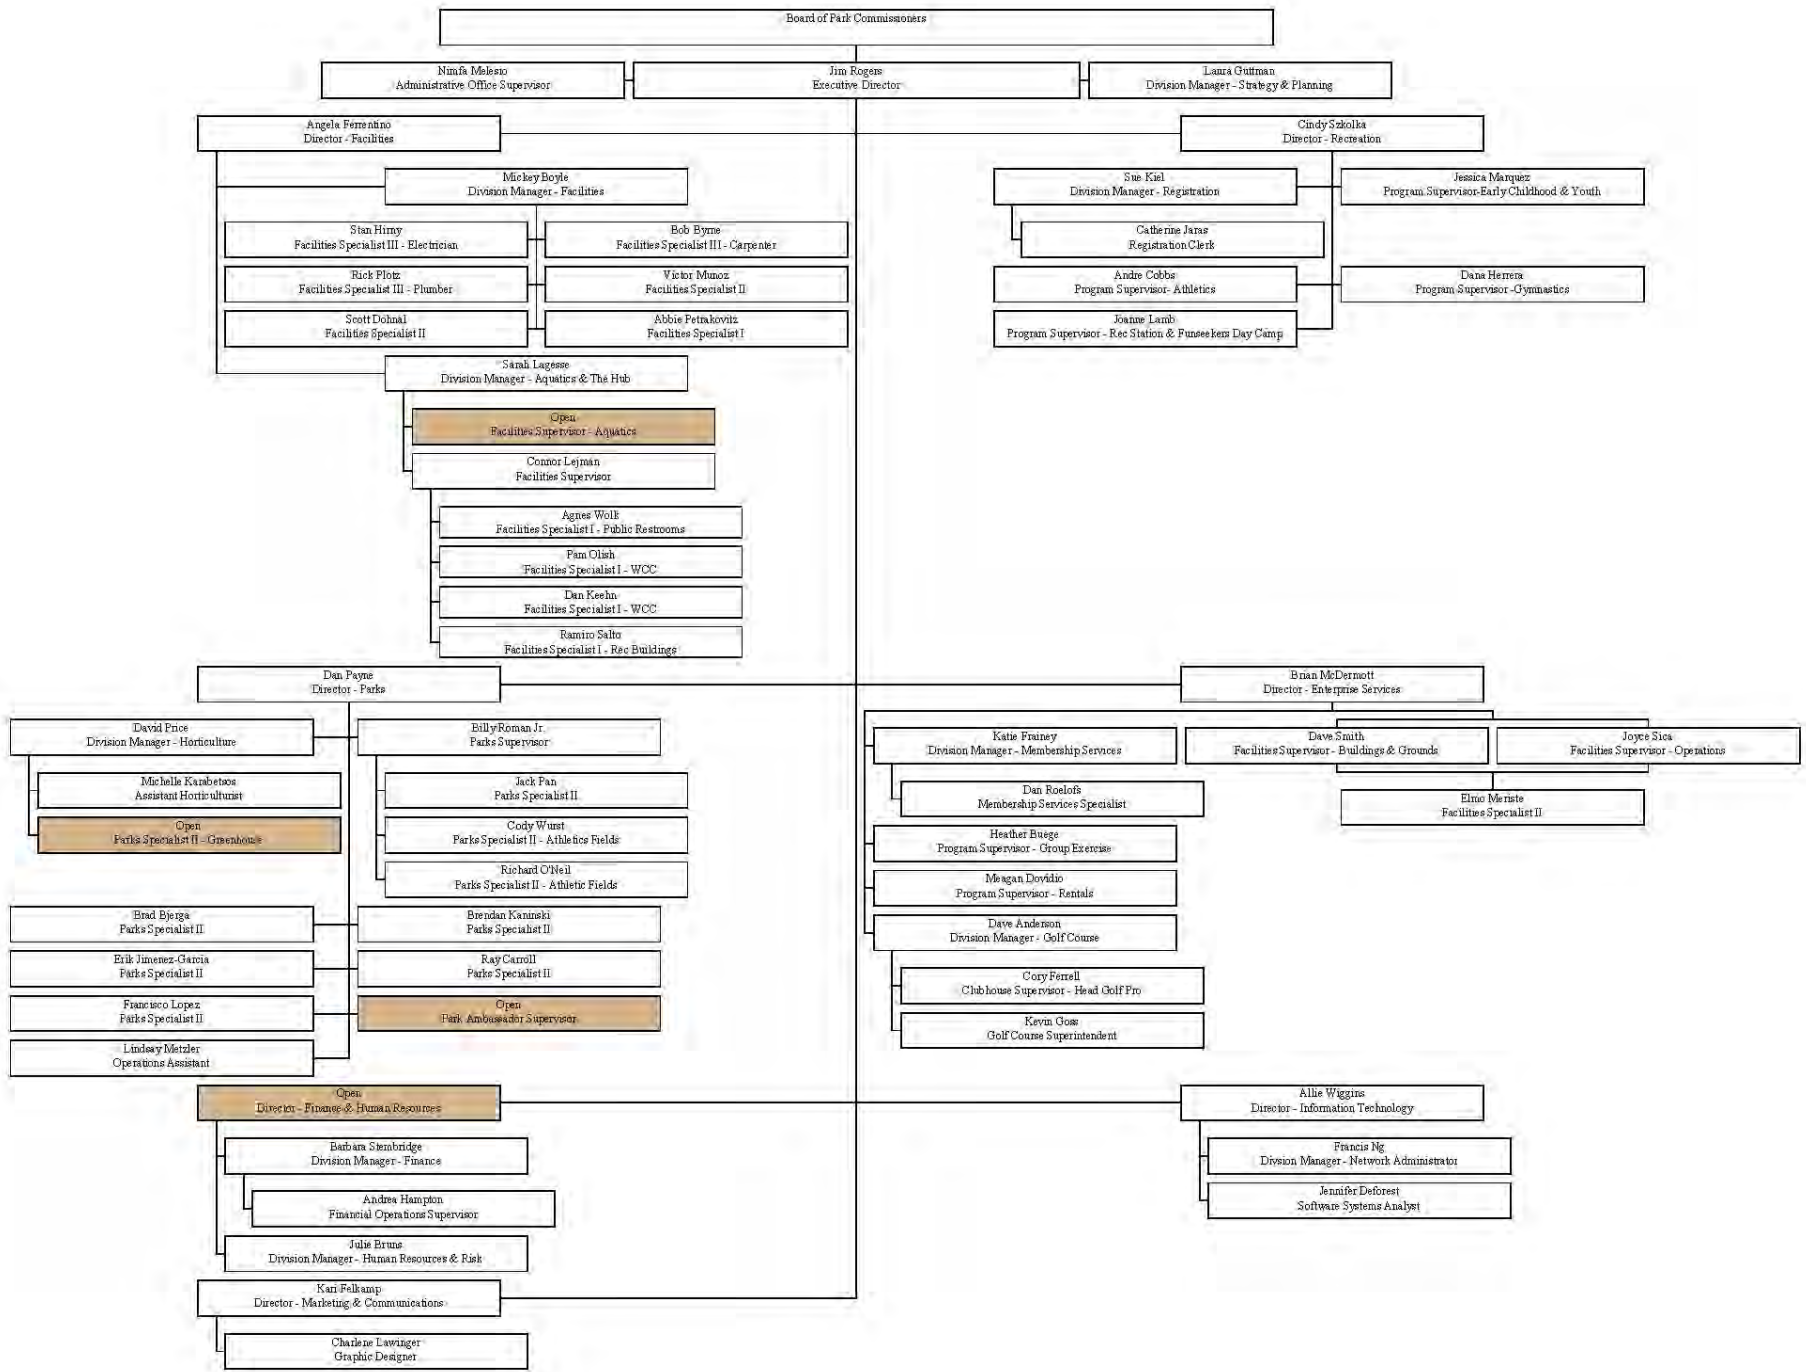 Board of Park Commissioners
Nimfa Melesio
Administrative Office Supervisor
Jim Rogers
Executive Director
Laura Guttman
Division Manager - Strategy & Planning
Angela Ferrentino
Director - Facilities
Cindy Szkolka
Director - Recreation
Mickey Boyle
Division Manager - Facilities
Stan Hirny
Facilities Specialist III - Electrician
Bob Byrne
Facilities Specialist III - Carpenter
Rick Plotz
Facilities Specialist III - Plumber
Victor Munoz
Facilities Specialist II
Scott Dohnal
Facilities Specialist II
Abbie Petrakovitz
Facilities Specialist I
Sue Kiel
Division Manager - Registration
Jessica Marquez
Program Supervisor-Early Childhood & Youth
Catherine Jaras
Registration Clerk
Andre Cobbs
Program Supervisor- Athletics
Dana Herrera
Program Supervisor -Gymnastics
Joanne Lamb
Program Supervisor - Rec Station & Funseekers Day Camp
Sarah Lagesse
Division Manager - Aquatics & The Hub
Open
Facilities Supervisor - Aquatics
Connor Lejman
Facilities Supervisor
Agnes Wolk
Facilities Specialist I - Public Restrooms
Pam Olish
Facilities Specialist I - WCC
Dan Keehn
Facilities Specialist I - WCC
Ramiro Salto
Facilities Specialist I - Rec Buildings
Dan Payne
Director - Parks
Brian McDermott
Director - Enterprise Services
David Price
Division Manager - Horticulture
Billy Roman Jr.
Parks Supervisor
Michelle Karabetsos
Assistant Horticulturist
Open
Parks Specialist II - Greenhouse
Jack Pan
Parks Specialist II
Cody Wurst
Parks Specialist II - Athletics Fields
Richard O'Neil
Parks Specialist II - Athletic Fields
Brad Bjerga
Parks Specialist II
Brendan Kaninski
Parks Specialist II
Erik Jimenez-Garcia
Parks Specialist II
Ray Carroll
Parks Specialist II
Francisco Lopez
Parks Specialist II
Open
Park Ambassador Supervisor
Lindsay Metzler
Operations Assistant
Katie Frainey
Division Manager - Membership Services
Dave Smith
Facilities Supervisor - Buildings & Grounds
Joyce Sica
Facilities Supervisor - Operations
Dan Roelofs
Membership Services Specialist
Elmo Meriste
Facilities Specialist II
Heather Buege
Program Supervisor - Group Exercise
Meagan Dovidio
Program Supervisor - Rentals
Dave Anderson
Division Manager - Golf Course
Cory Ferrell
Clubhouse Supervisor - Head Golf Pro
Kevin Goss
Golf Course Superintendent
Open
Director - Finance & Human Resources
Allie Wiggins
Director - Information Technology
Barbara Stembridge
Division Manager - Finance
Andrea Hampton
Financial Operations Supervisor
Julie Bruns
Division Manager - Human Resources & Risk
Francis Ng
Divsion Manager - Network Administrator
Jennifer Deforest
Software Systems Analyst
Kari Felkamp
Director - Marketing & Communications
Charlene Lawinger
Graphic Designer